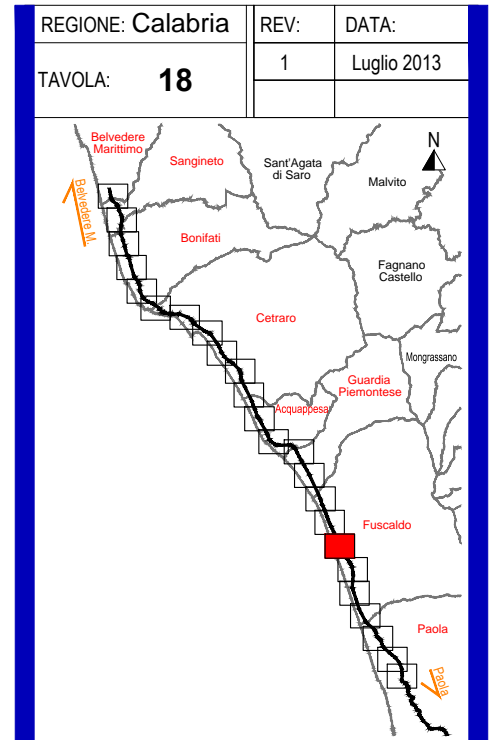 REGIONE: Calabria
REV:
DATA:
TAVOLA: 18
1
Luglio 2013
Belvedere
Marittimo
Sangineto
Sant'Agata
di Saro
Malvito
N
Belvedere M.
Bonifati
Fagnano
Castello
Cetraro
Mongrassano
Guardia
Piemontese
Acquappesa
Fuscaldo
Paola
Paola